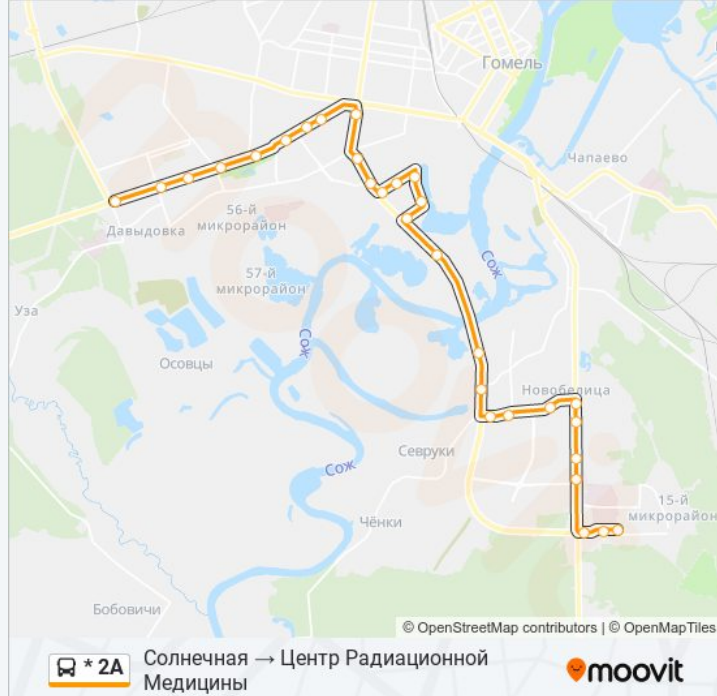 Гомель
Чапаево
56-й
микрорайон
Давыдовка
57-й
микрорайон
Сож
Уза
Сож
Осовцы
Новобелица
Севруки
Сож
15-й
микрорайон
Чёнки
Бобовичи
© OpenStreetMap contributors | © OpenMapTiles
* 2А
Солнечная → Центр Радиационной
Медицины
moovit